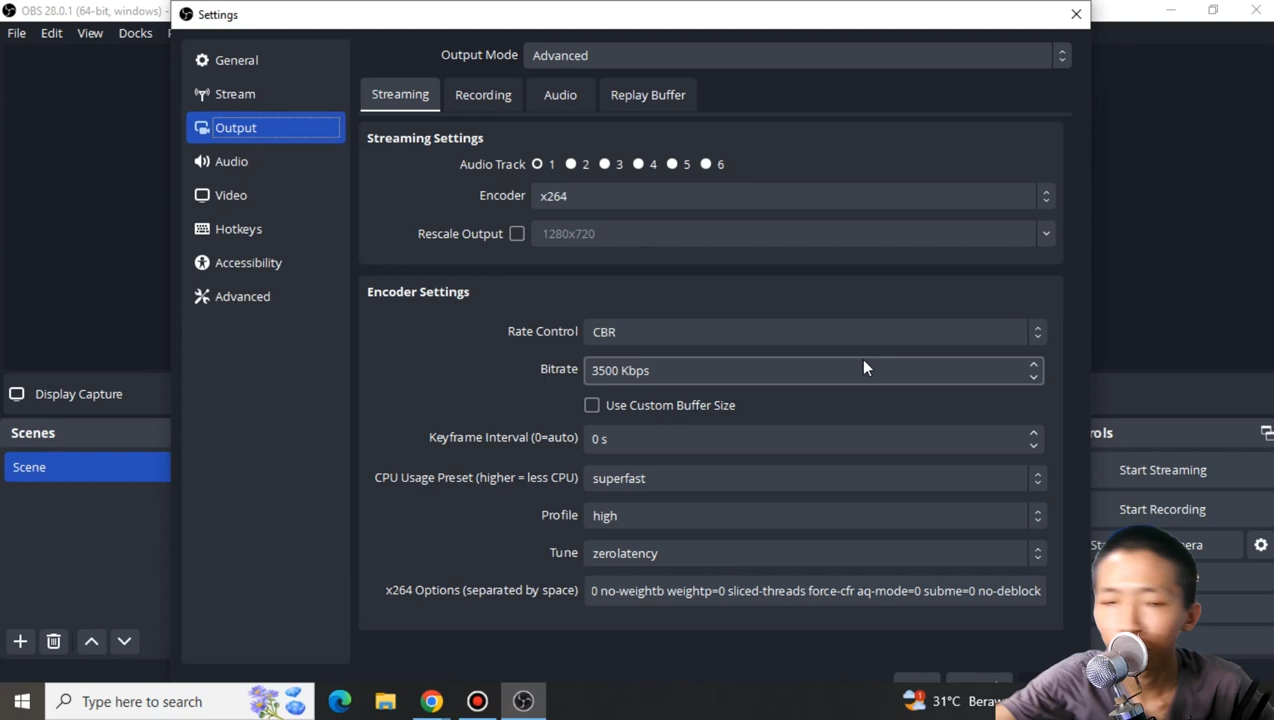 OBS 28.0.1 (64-bit, windows) -
Settings
File Edit View Docks
General
Stream
Output
Audio
Video
Hotkeys
Accessibility
Advanced
Output Mode Advanced
Streaming Recording Audio Replay Buffer
Streaming Settings
Audio Track 1 2 3 4 5 6
Encoder x264
Rescale Output 1280x720
Encoder Settings
Rate Control CBR
Bitrate 3500 Kbps
Use Custom Buffer Size
Keyframe Interval (0=auto) 0 s
CPU Usage Preset (higher = less CPU) superfast
Profile high
Tune zerolatency
x264 Options (separated by space) 0 no-weightb weightp=0 sliced-threads force-cfr aq-mode=0 subme=0 no-deblock
Display Capture
Scenes
Scene
rols
Start Streaming
Start Recording
Type here to search
31°C Beraw